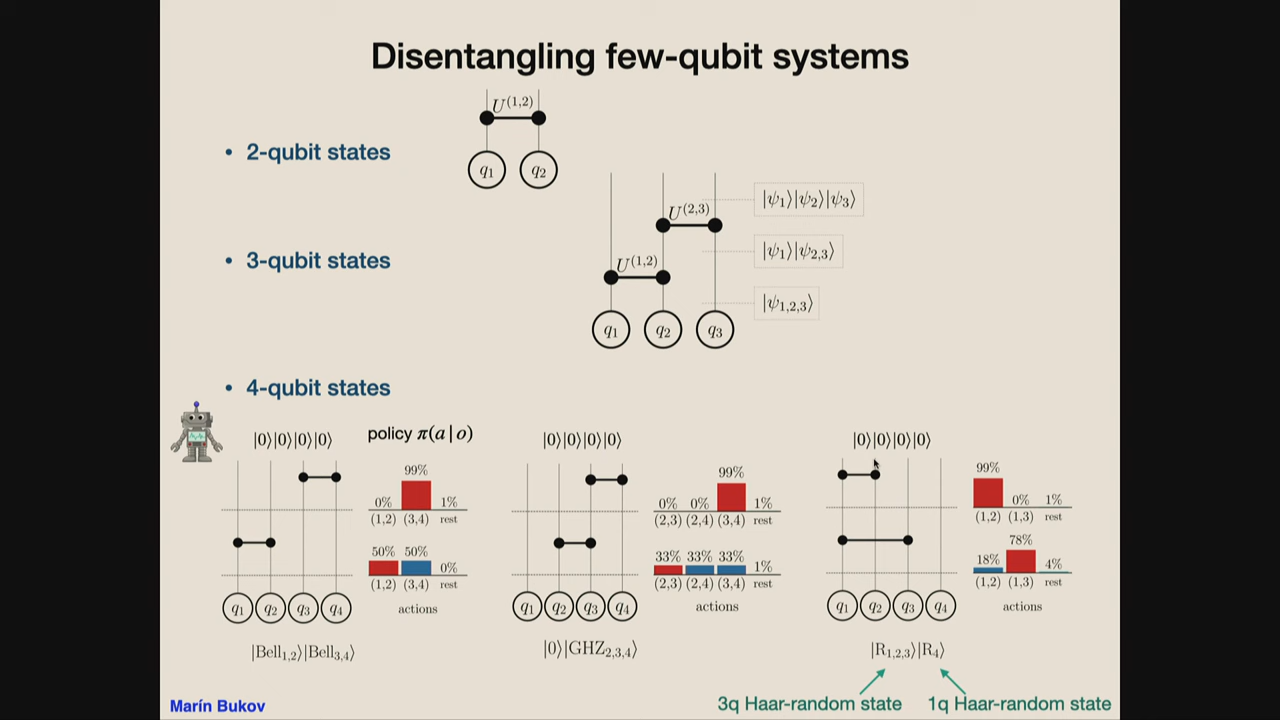 Disentangling few-qubit systems
U^(1,2)
• 2-qubit states
q₁ q₂
U^(2,3)
|ψ₁⟩|ψ₂⟩|ψ₃⟩
|ψ₁⟩|ψ₂,₃⟩
• 3-qubit states
U^(1,2)
|ψ₁,₂,₃⟩
q₁ q₂ q₃
• 4-qubit states
|0⟩|0⟩|0⟩|0⟩
policy π(a|o)
99%
0% 1%
(1,2) (3,4) rest
50% 50% 0%
(1,2) (3,4) rest
q₁ q₂ q₃ q₄
actions
|Bell₁,₂⟩|Bell₃,₄⟩
|0⟩|0⟩|0⟩|0⟩
99%
0% 0% 1%
(2,3) (2,4) (3,4) rest
33% 33% 33% 1%
(2,3) (2,4) (3,4) rest
q₁ q₂ q₃ q₄
actions
|0⟩|GHZ₂,₃,₄⟩
|0⟩|0⟩|0⟩|0⟩
99%
0% 1%
(1,2) (1,3) rest
78%
18% 4%
(1,2) (1,3) rest
q₁ q₂ q₃ q₄
actions
|R₁,₂,₃⟩|R₄⟩
3q Haar-random state
1q Haar-random state
Marín Bukov